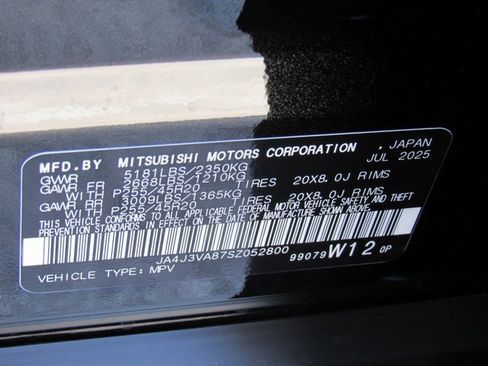 MFD.BY MITSUBISHI MOTORS CORPORATION , JAPAN
GVWR 5181LBS/2350KG JUL 2025
GAWR FR 2668LBS/1210KG
WITH P255/45R20 TIRES 20X8.0J RIMS
GAWR RR 3009LBS/1365KG
WITH P255/45R20 TIRES 20X8.0J RIMS
THIS VEHICLE CONFORMS TO ALL APPLICABLE FEDERAL MOTOR VEHICLE SAFETY AND THEFT
PREVENTION STANDARDS IN EFFECT ON THE DATE OF MANUFACTURE SHOWN ABOVE.
JA4J3VA87SZ052800
99079 W12 0P
VEHICLE TYPE: MPV